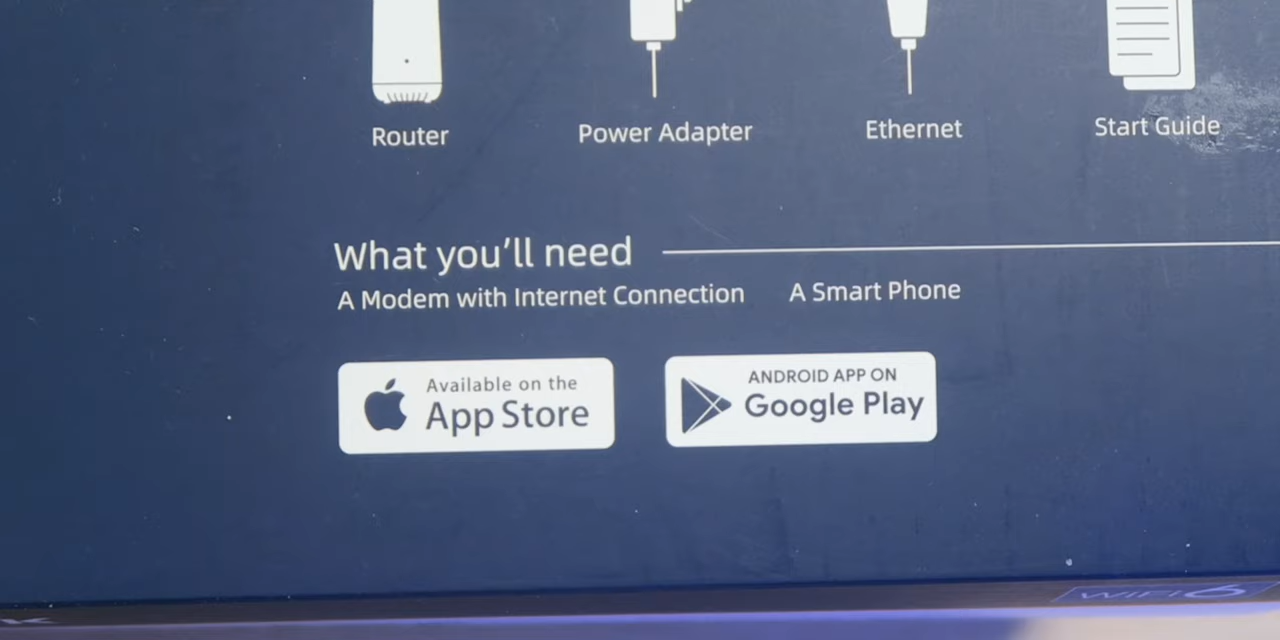 Router
Power Adapter
Ethernet
Start Guide
What you'll need
A Modem with Internet Connection
A Smart Phone
Available on the
App Store
ANDROID APP ON
Google Play
WIFI6